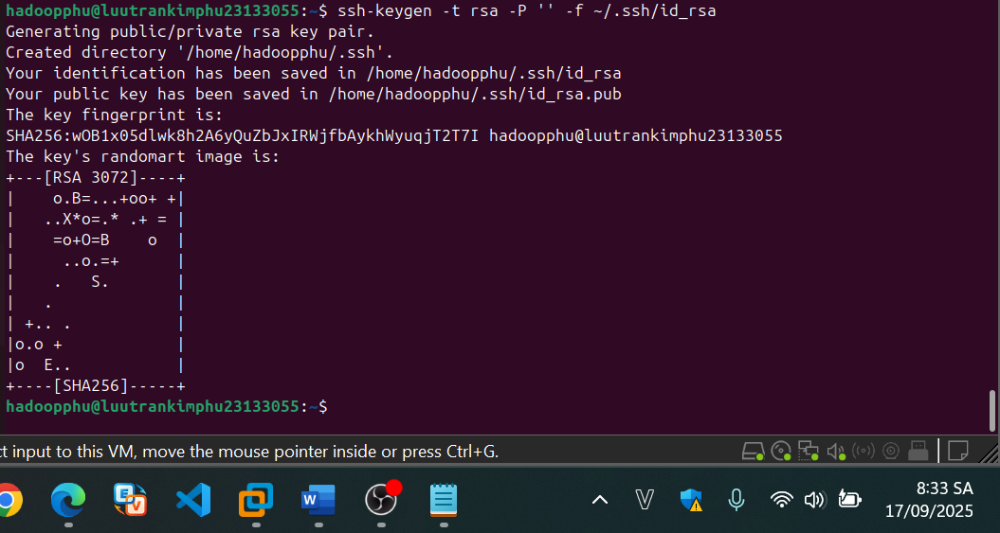 hadoopphu@luutrankimphu23133055:~$ ssh-keygen -t rsa -P '' -f ~/.ssh/id_rsa
Generating public/private rsa key pair.
Created directory '/home/hadoopphu/.ssh'.
Your identification has been saved in /home/hadoopphu/.ssh/id_rsa
Your public key has been saved in /home/hadoopphu/.ssh/id_rsa.pub
The key fingerprint is:
SHA256:wOB1x05dlwk8h2A6yQuZbJxIRWjfbAykhWyuqjT2T7I hadoopphu@luutrankimphu23133055
The key's randomart image is:
+---[RSA 3072]----+
|    o.B=...+oo+ +|
|   ..X*o=.* .+ = |
|    =o+O=B    o  |
|     ..o.=+      |
|    .   S.       |
|   .             |
| +.. .           |
|o.o +            |
|o  E..           |
+----[SHA256]-----+
hadoopphu@luutrankimphu23133055:~$
ct input to this VM, move the mouse pointer inside or press Ctrl+G.
8:33 SA
17/09/2025